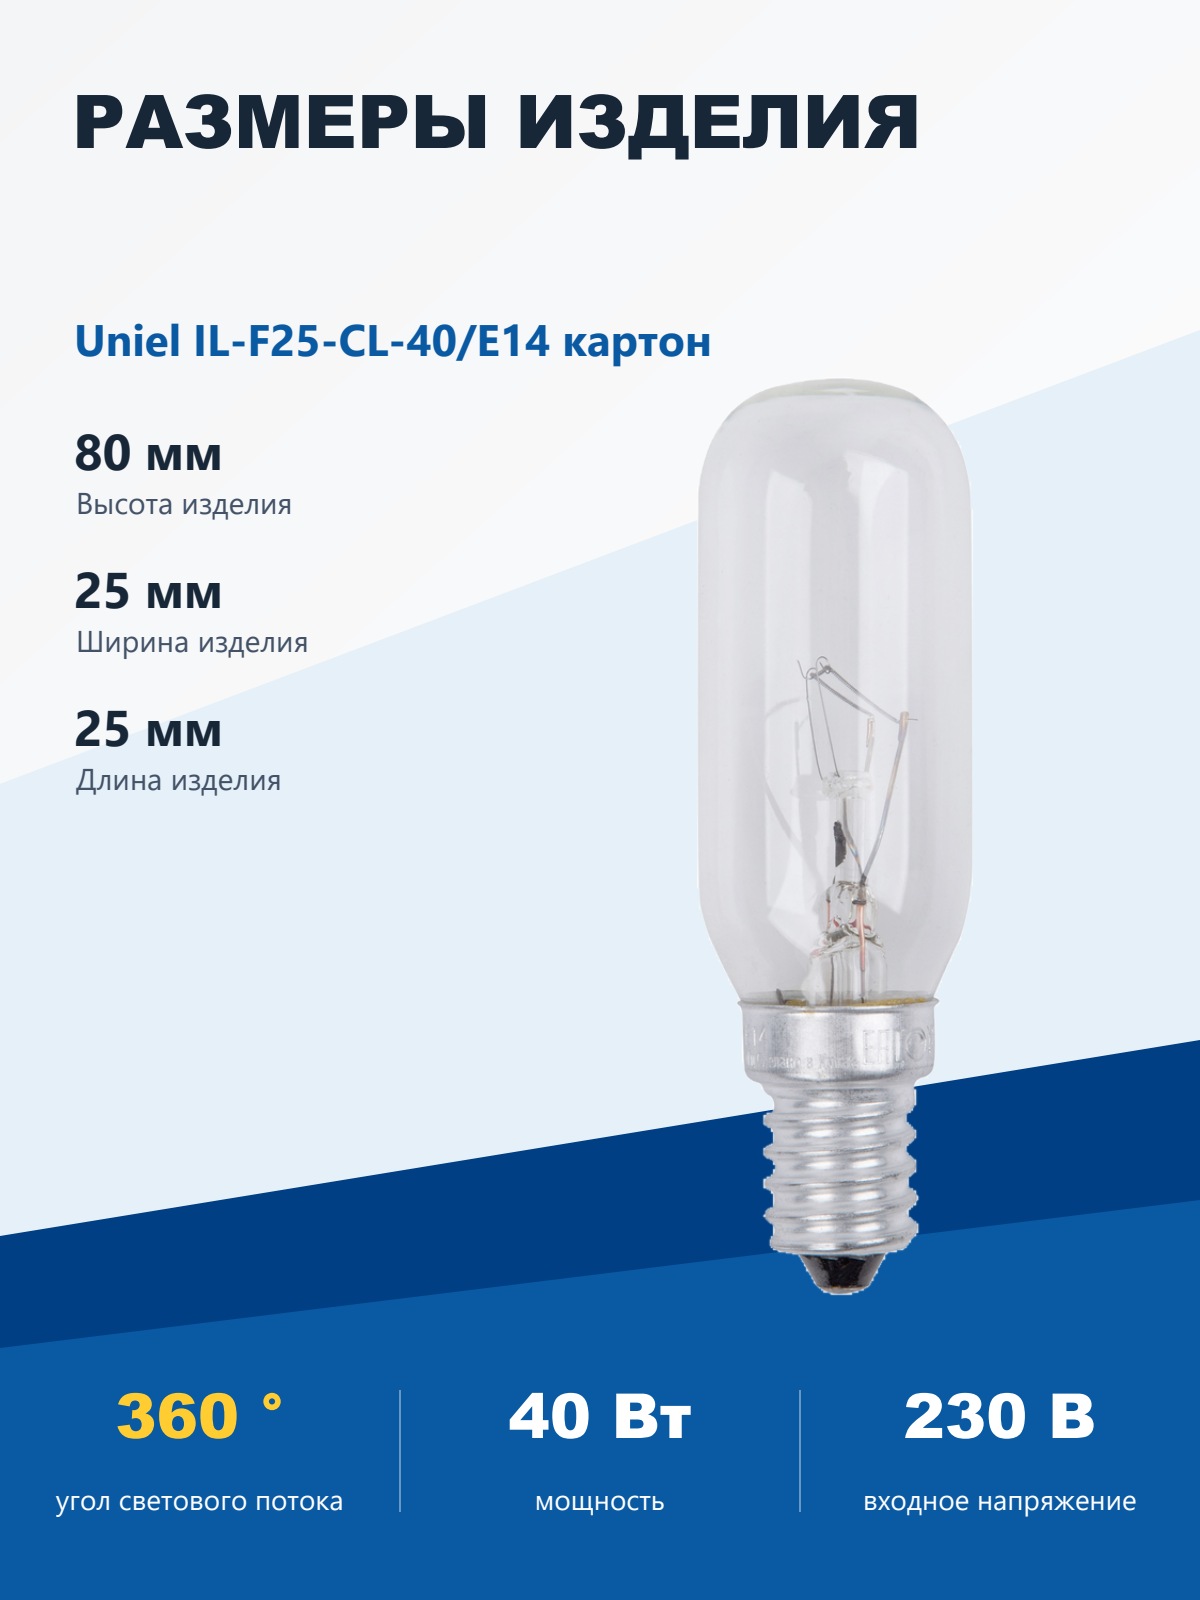 РАЗМЕРЫ ИЗДЕЛИЯ
Uniel IL-F25-CL-40/E14 картон
80 мм
Высота изделия
25 мм
Ширина изделия
25 мм
Длина изделия
360 °
угол светового потока
40 Вт
мощность
230 В
входное напряжение